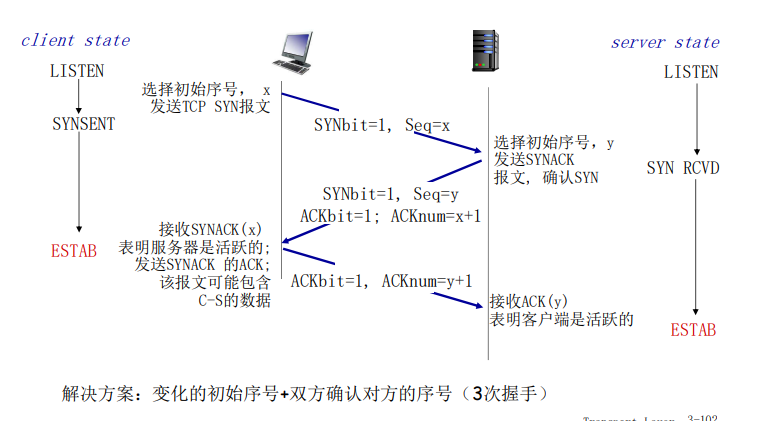 client state
server state
LISTEN
LISTEN
选择初始序号， x
发送TCP SYN报文
SYNSENT
SYNbit=1, Seq=x
选择初始序号，y
发送SYNACK
报文, 确认SYN
SYN RCVD
SYNbit=1, Seq=y
ACKbit=1; ACKnum=x+1
接收SYNACK(x)
表明服务器是活跃的;
发送SYNACK 的ACK;
该报文可能包含
C-S的数据
ESTAB
ACKbit=1, ACKnum=y+1
接收ACK(y)
表明客户端是活跃的
ESTAB
解决方案：变化的初始序号+双方确认对方的序号（3次握手）
Transport Layer 3-102